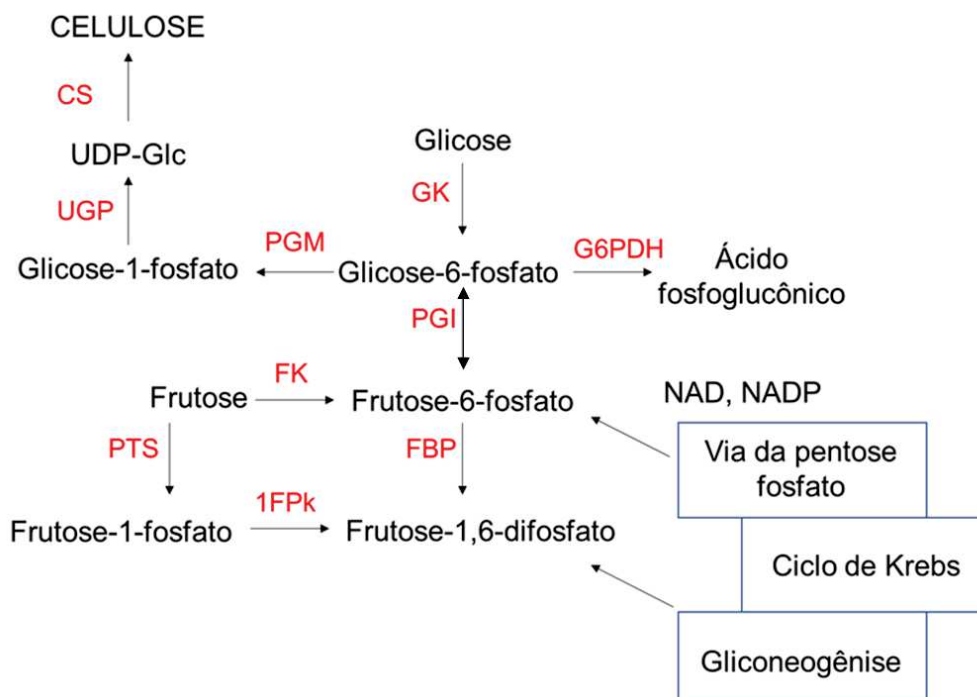 CELULOSE
CS
UDP-Glc
Glicose
UGP
GK
PGM
G6PDH
Glicose-1-fosfato
Glicose-6-fosfato
Ácido
fosfoglucônico
PGI
FK
Frutose
Frutose-6-fosfato
NAD, NADP
PTS
FBP
Via da pentose
fosfato
1FPk
Frutose-1-fosfato
Frutose-1,6-difosfato
Ciclo de Krebs
Gliconeogênise